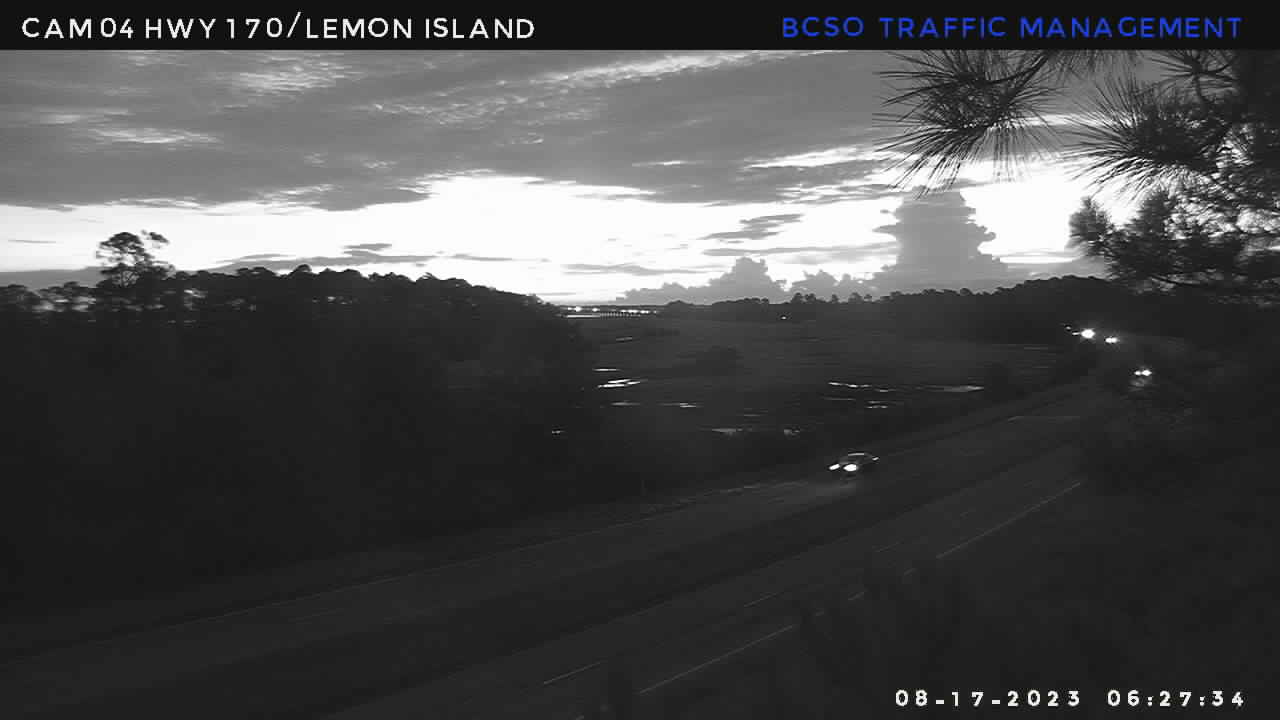 CAM04 HWY 170/LEMON ISLAND
BCSO TRAFFIC MANAGEMENT
08-17-2023 06:27:34